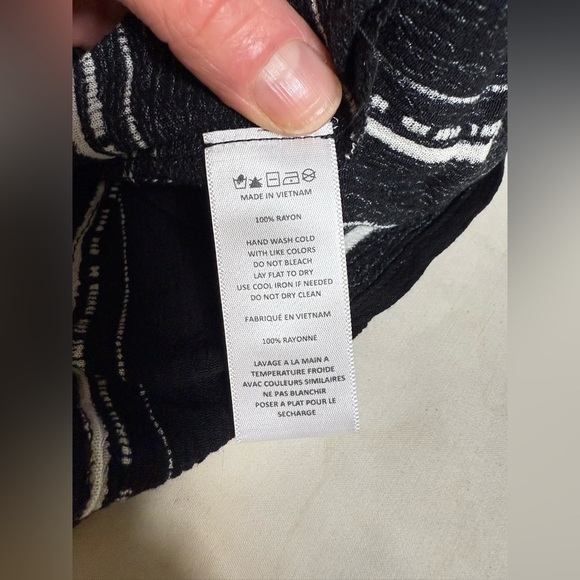 MADE IN VIETNAM
100% RAYON
HAND WASH COLD
WITH LIKE COLORS
DO NOT BLEACH
LAY FLAT TO DRY
USE COOL IRON IF NEEDED
DO NOT DRY CLEAN
FABRIQUÉ EN VIETNAM
100% RAYONNE
LAVAGE A LA MAIN A
TEMPERATURE FROIDE
AVEC COULEURS SIMILAIRES
NE PAS BLANCHIR
POSER A PLAT POUR LE
SECHARGE